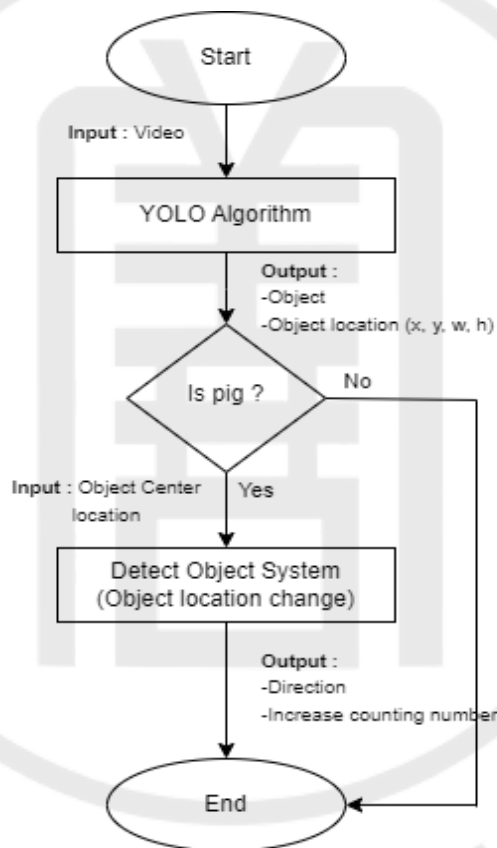 Start
Input : Video
YOLO Algorithm
Output :
-Object
-Object location (x, y, w, h)
Is pig ?
No
Input : Object Center
location
Yes
Detect Object System
(Object location change)
Output :
-Direction
-Increase counting number
End